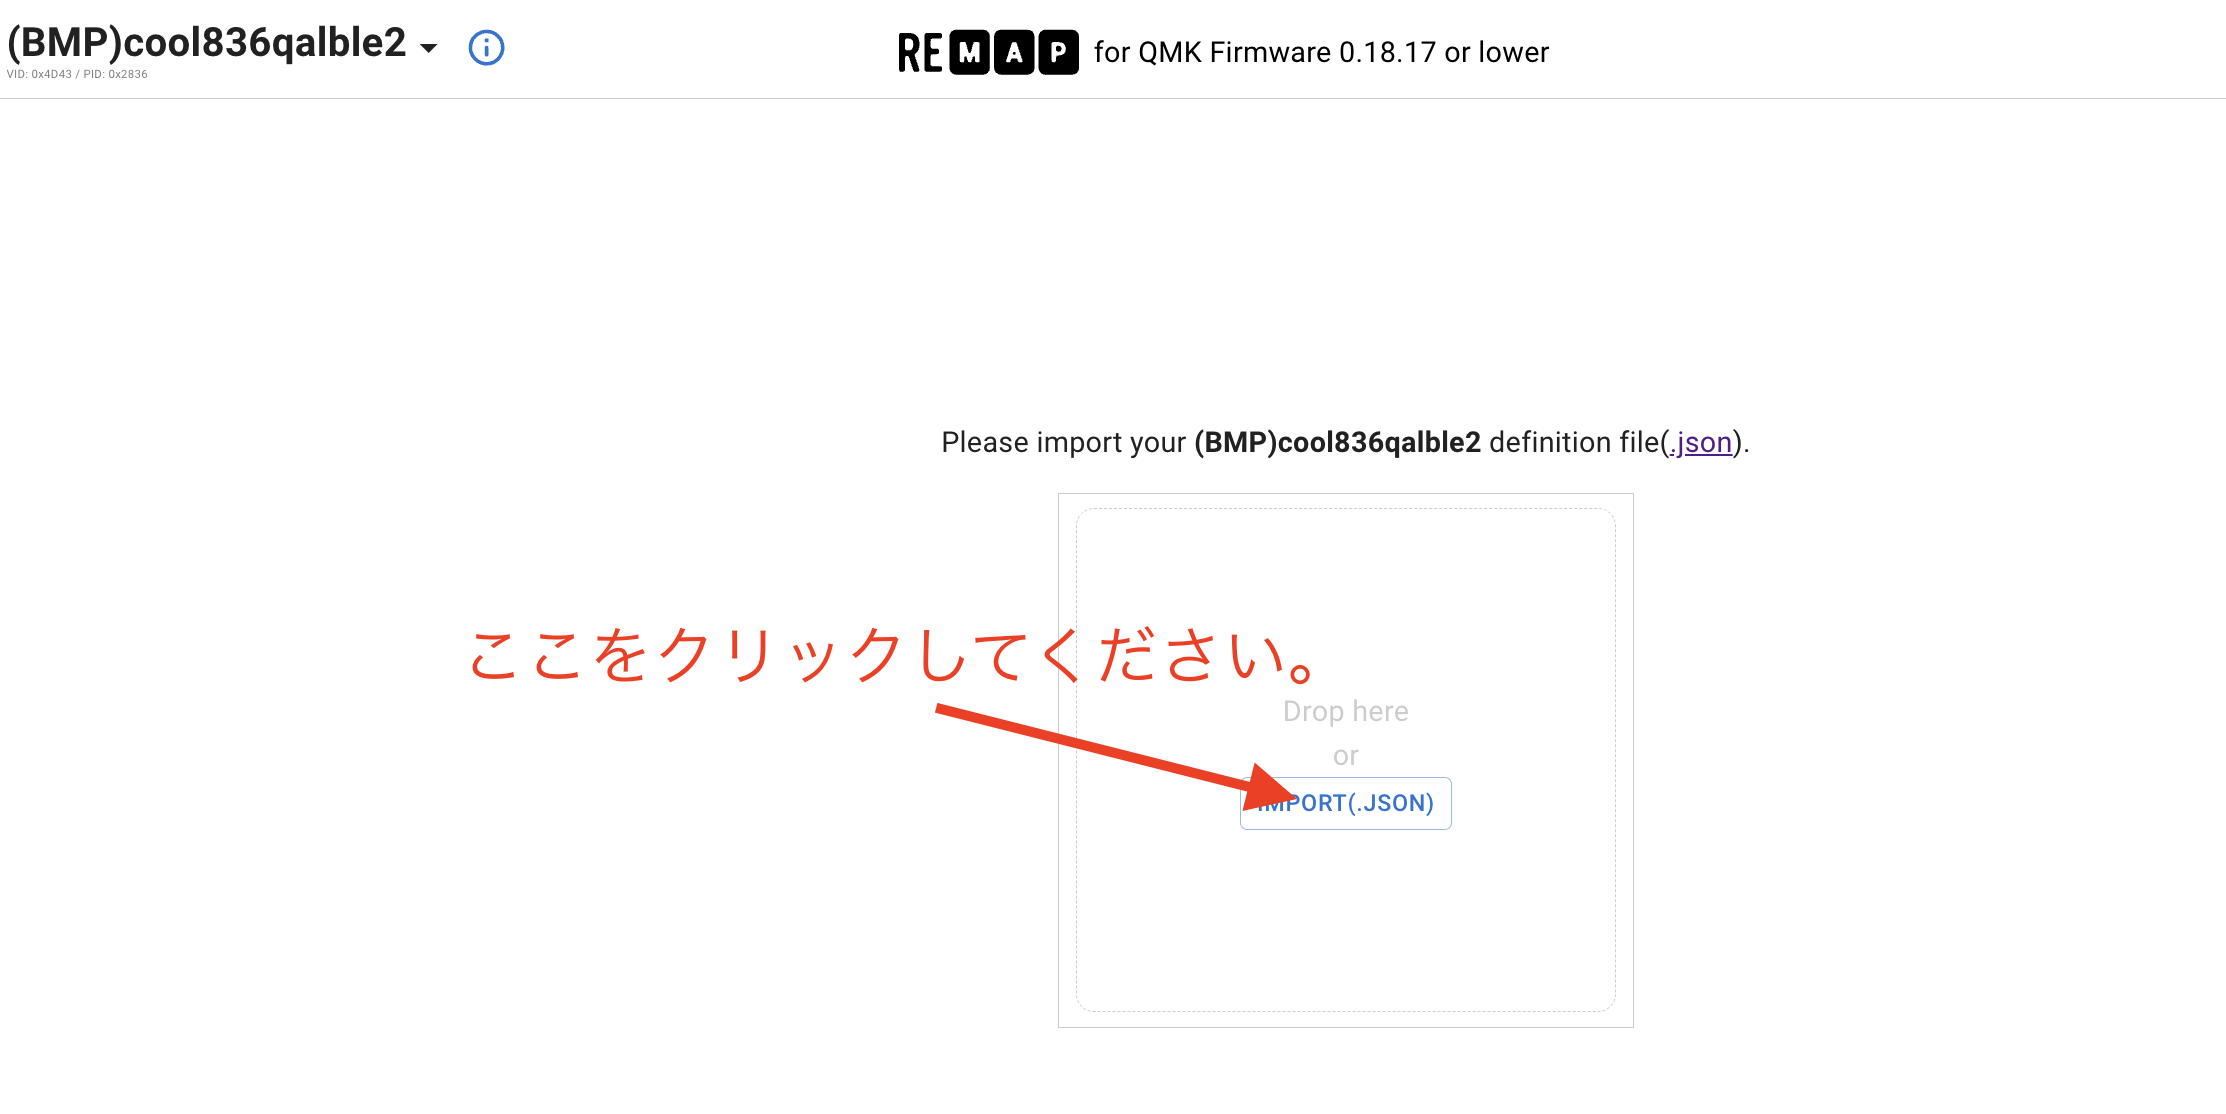 (BMP)cool836qalble2
VID: 0x4D43 / PID: 0x2836
REMAP for QMK Firmware 0.18.17 or lower
Please import your (BMP)cool836qalble2 definition file(.json).
ここをクリックしてください。
Drop here
or
IMPORT(.JSON)